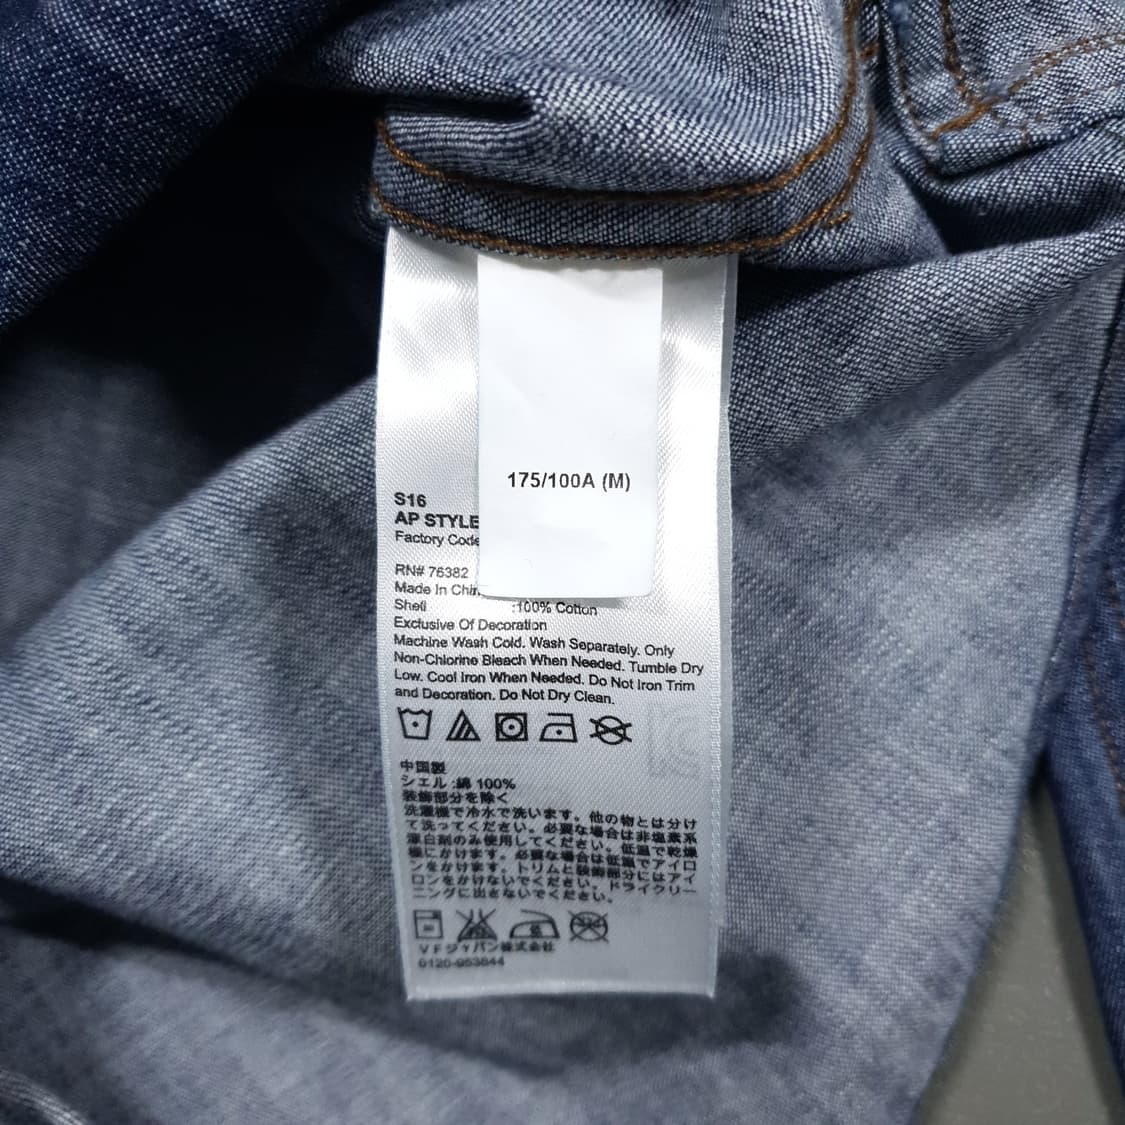 175/100A (M)
S16
AP STYLE
Factory Code
RN# 76382
Made In Chin
Shell :100% Cotton
Exclusive Of Decoration
Machine Wash Cold. Wash Separately. Only
Non-Chlorine Bleach When Needed. Tumble Dry
Low. Cool Iron When Needed. Do Not Iron Trim
and Decoration. Do Not Dry Clean.
中国製
シェル :綿 100%
装飾部分を除く
洗濯機で冷水で洗います。他の物とは分け
て洗ってください。必要な場合は非塩素系
漂白剤のみ使用してください。低温で乾燥
機にかけます。必要な場合は低温でアイロ
ンをかけます。トリムと装飾部分にはアイ
ロンをかけないでください。ドライクリー
ニングに出さないでください。
VFジャパン株式会社
0120-953844